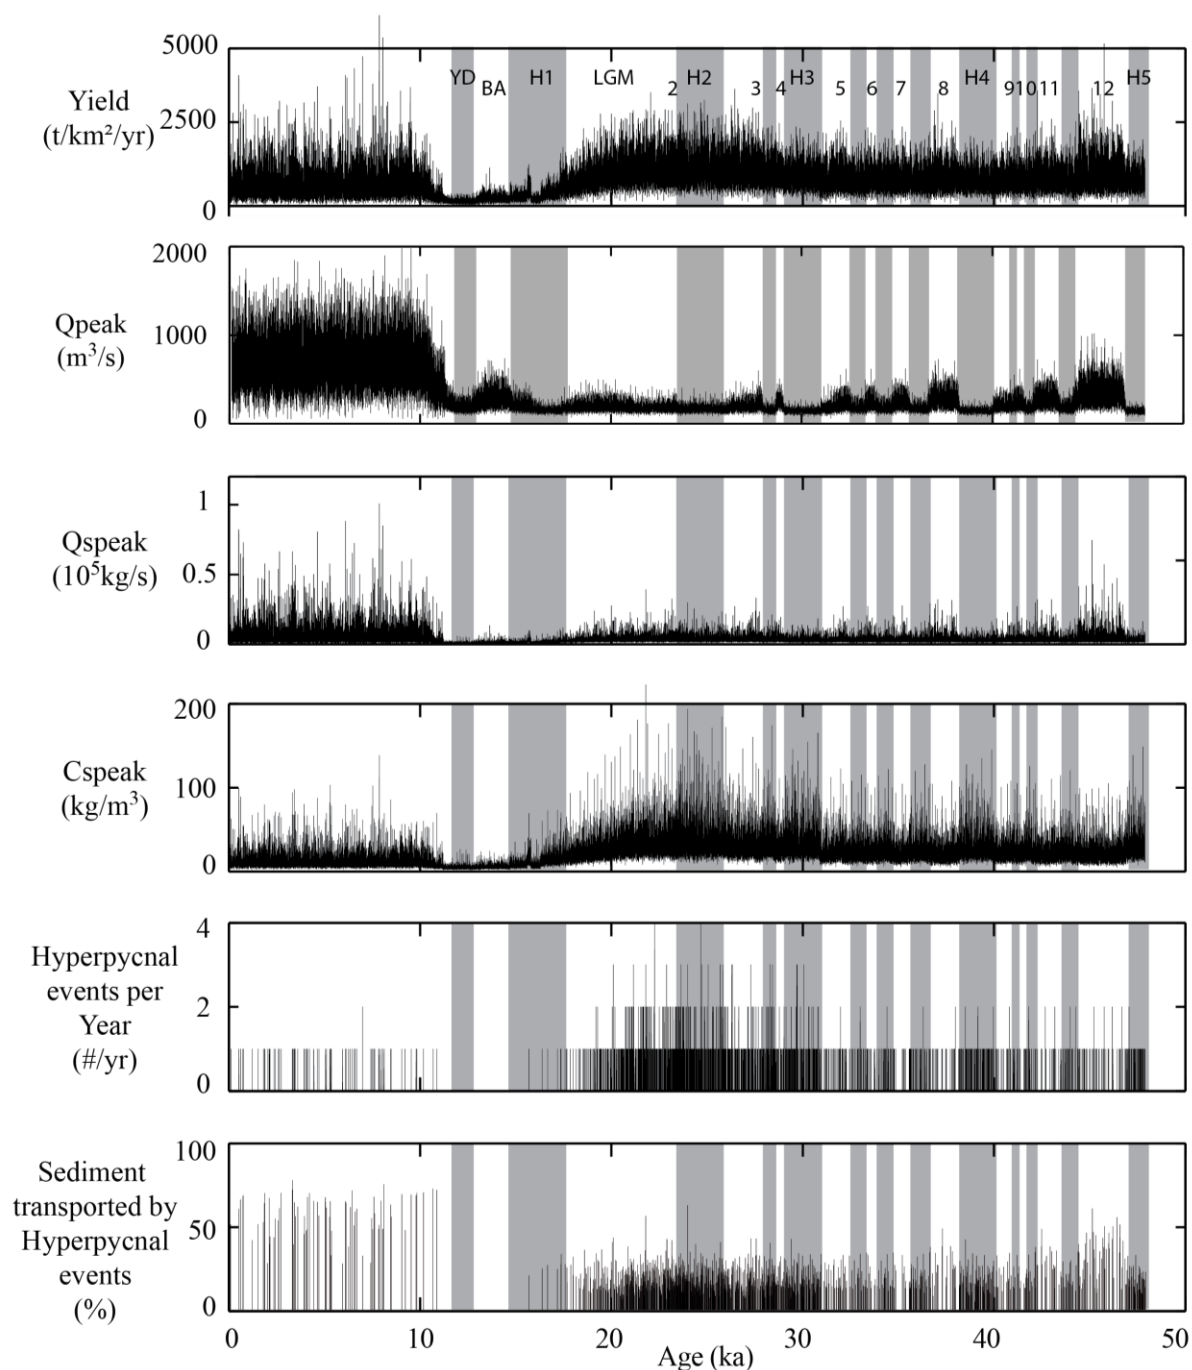 5000
Yield
(t/km²/yr)
2500
0
YD
BA
H1
LGM
2
H2
3
4
H3
5
6
7
8
H4
9
10
11
12
H5
2000
Qpeak
(m³/s)
1000
0
1
Qspeak
(10⁵kg/s)
0.5
0
200
Cspeak
(kg/m³)
100
0
4
Hyperpycnal
events per
Year
(#/yr)
2
0
100
Sediment
transported by
Hyperpycnal
events
(%)
50
0
0 10 20 30 40 50
Age (ka)